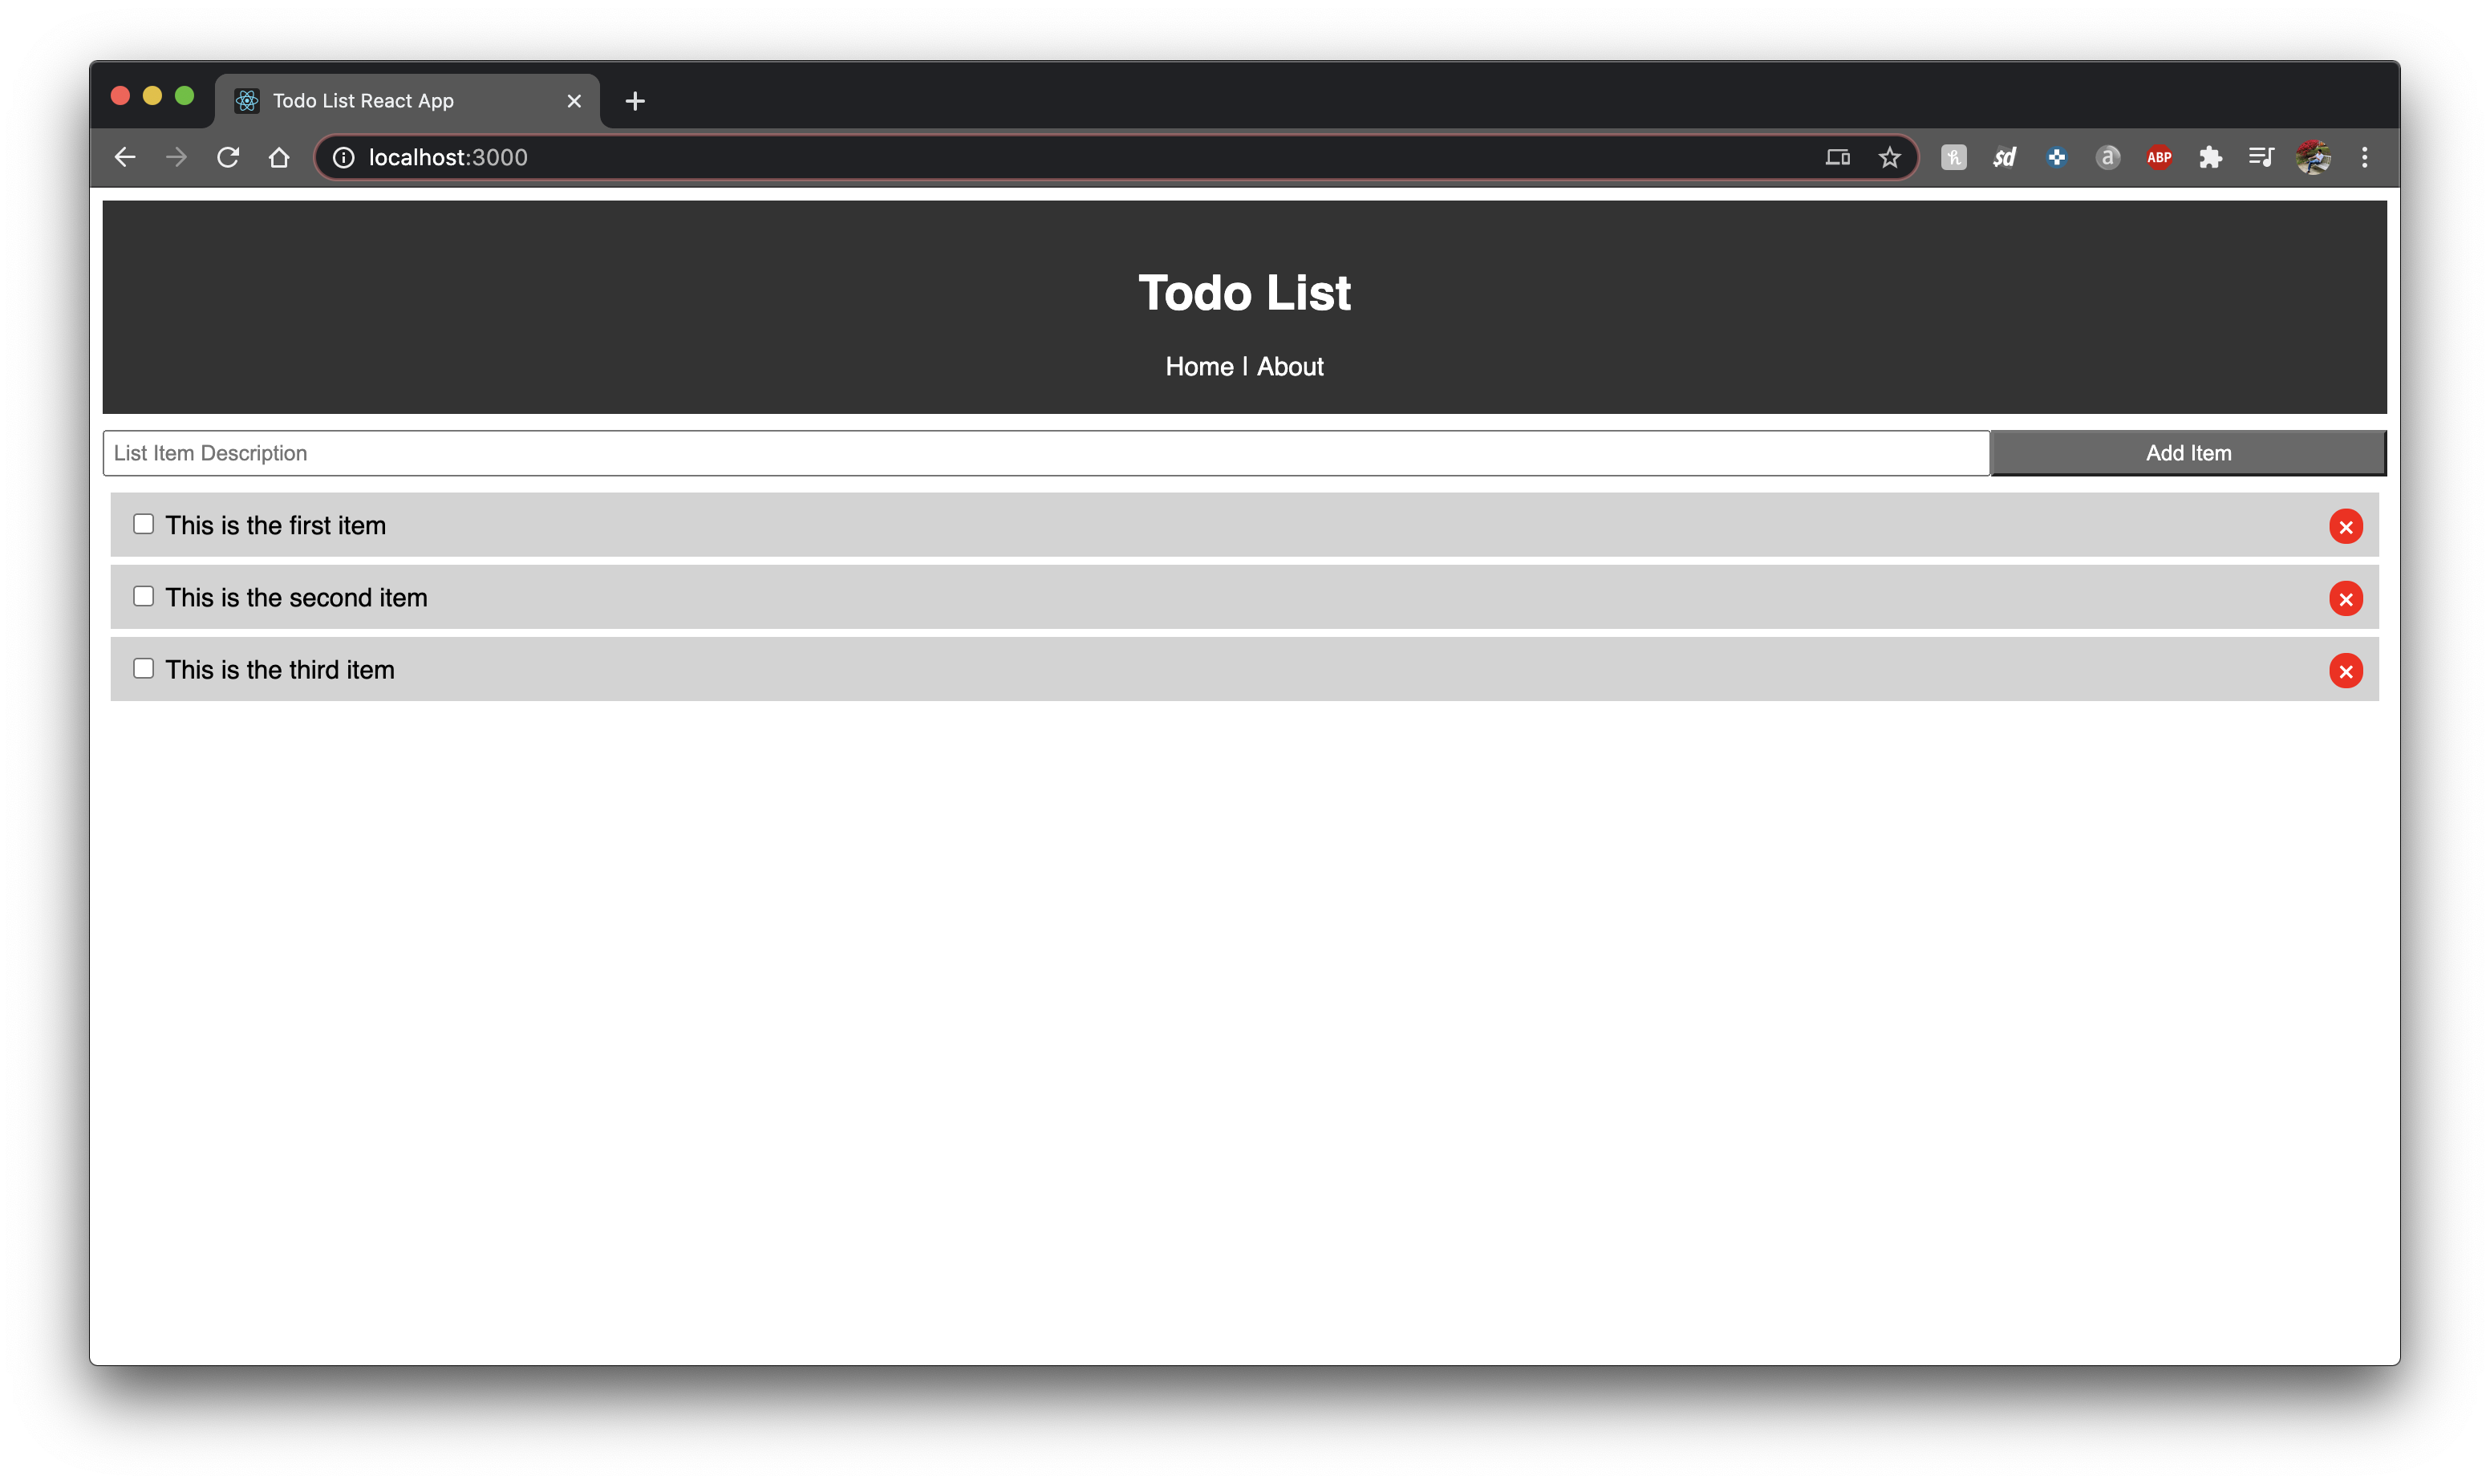 Todo List React App
localhost:3000
$d
a
ABP
Todo List
Home | About
List Item Description
Add Item
This is the first item
This is the second item
This is the third item